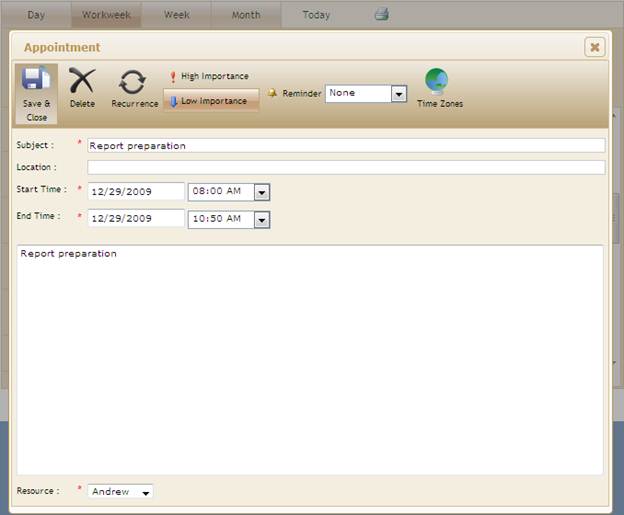 Day Workweek Week Month Today
Appointment
Save & Close Delete Recurrence High Importance Low Importance Reminder None Time Zones
Subject : * Report preparation
Location :
Start Time : * 12/29/2009 08:00 AM
End Time : * 12/29/2009 10:50 AM
Report preparation
Resource : * Andrew